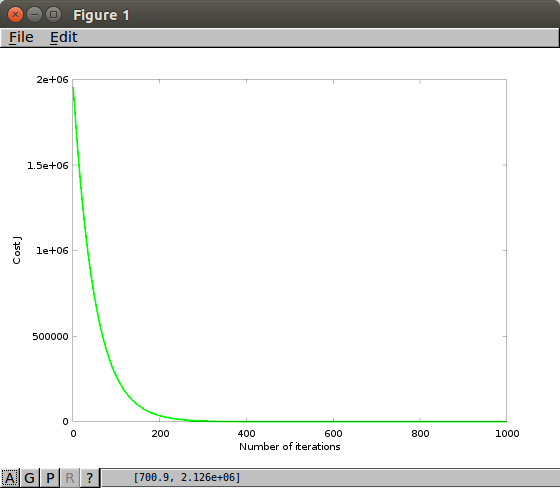 Figure 1
File Edit
2e+06
1.5e+06
1e+06
500000
0
Cost J
0 200 400 600 800 1000
Number of iterations
A G P R ? [700.9, 2.126e+06]